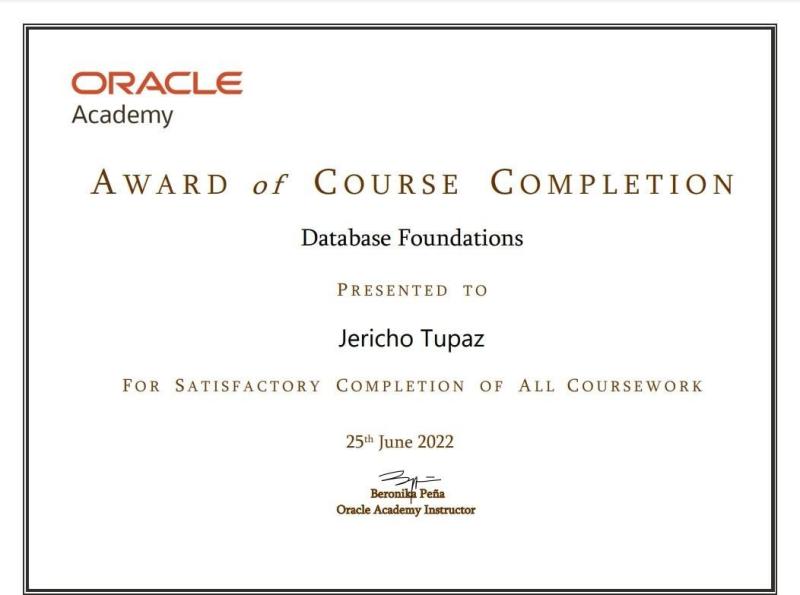 ORACLE
Academy
AWARD of COURSE COMPLETION
Database Foundations
PRESENTED TO
Jericho Tupaz
FOR SATISFACTORY COMPLETION OF ALL COURSEWORK
25th June 2022
Beronika Peña
Oracle Academy Instructor